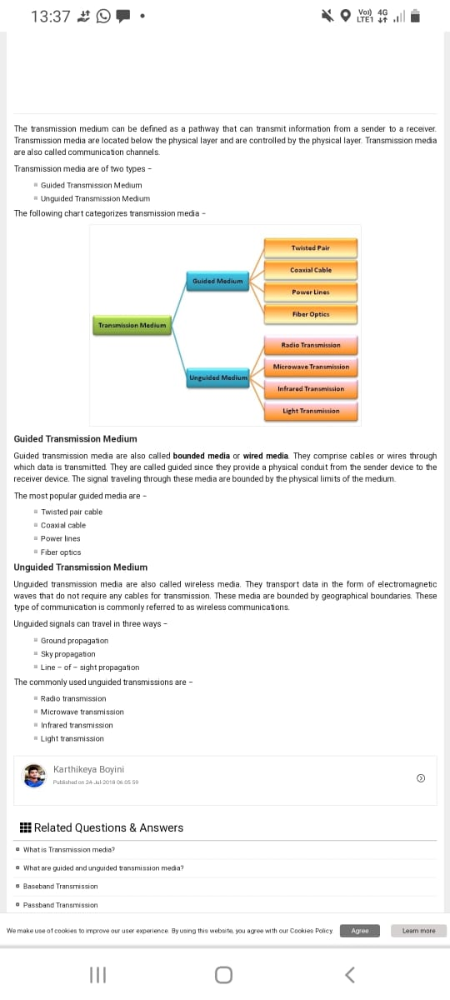 13:37
Vo)) 4G
LTE1
The transmission medium can be defined as a pathway that can transmit information from a sender to a receiver.
Transmission media are located below the physical layer and are controlled by the physical layer. Transmission media
are also called communication channels.
Transmission media are of two types –
Guided Transmission Medium
Unguided Transmission Medium
The following chart categorizes transmission media –
Twisted Pair
Coaxial Cable
Guided Medium
Power Lines
Fiber Optics
Transmission Medium
Radio Transmission
Microwave Transmission
Unguided Medium
Infrared Transmission
Light Transmission
Guided Transmission Medium
Guided transmission media are also called bounded media or wired media. They comprise cables or wires through
which data is transmitted. They are called guided since they provide a physical conduit from the sender device to the
receiver device. The signal traveling through these media are bounded by the physical limits of the medium.
The most popular guided media are –
Twisted pair cable
Coaxial cable
Power lines
Fiber optics
Unguided Transmission Medium
Unguided transmission media are also called wireless media. They transport data in the form of electromagnetic
waves that do not require any cables for transmission. These media are bounded by geographical boundaries. These
type of communication is commonly referred to as wireless communications.
Unguided signals can travel in three ways –
Ground propagation
Sky propagation
Line – of – sight propagation
The commonly used unguided transmissions are –
Radio transmission
Microwave transmission
Infrared transmission
Light transmission
Karthikeya Boyini
Published on 24-Jul-2018 06:05:59
Related Questions & Answers
What is Transmission media?
What are guided and unguided transmission media?
Baseband Transmission
Passband Transmission
We make use of cookies to improve our user experience. By using this website, you agree with our Cookies Policy.
Agree
Learn more